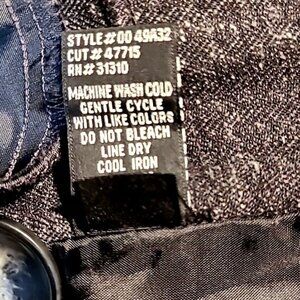 STYLE# 00 49A32
CUT# 47715
RN# 31310
MACHINE WASH COLD
GENTLE CYCLE
WITH LIKE COLORS
DO NOT BLEACH
LINE DRY
COOL IRON